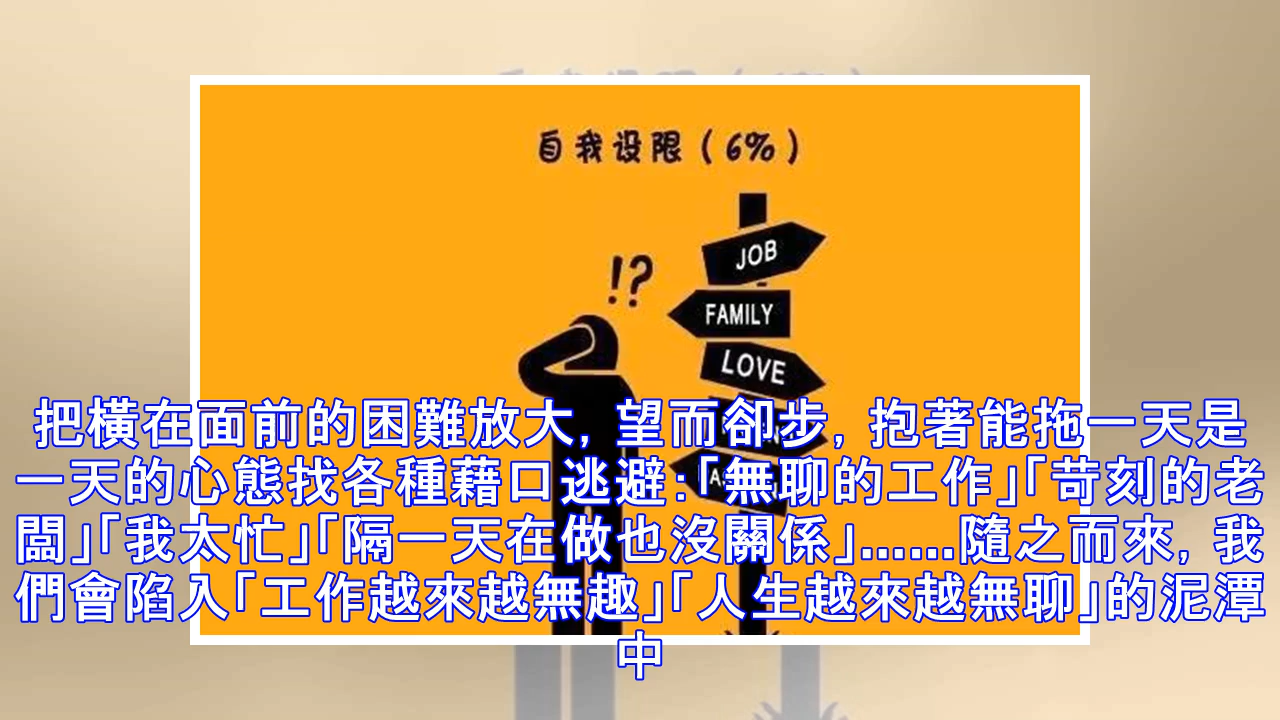 自我设限(6%)
!?
JOB
FAMILY
LOVE
把橫在面前的困難放大, 望而卻步, 抱著能拖一天是
一天的心態找各種藉口逃避:「無聊的工作」「苛刻的老
闆」「我太忙」「隔一天在做也沒關係」......隨之而來, 我
們會陷入「工作越來越無趣」「人生越來越無聊」的泥潭
中